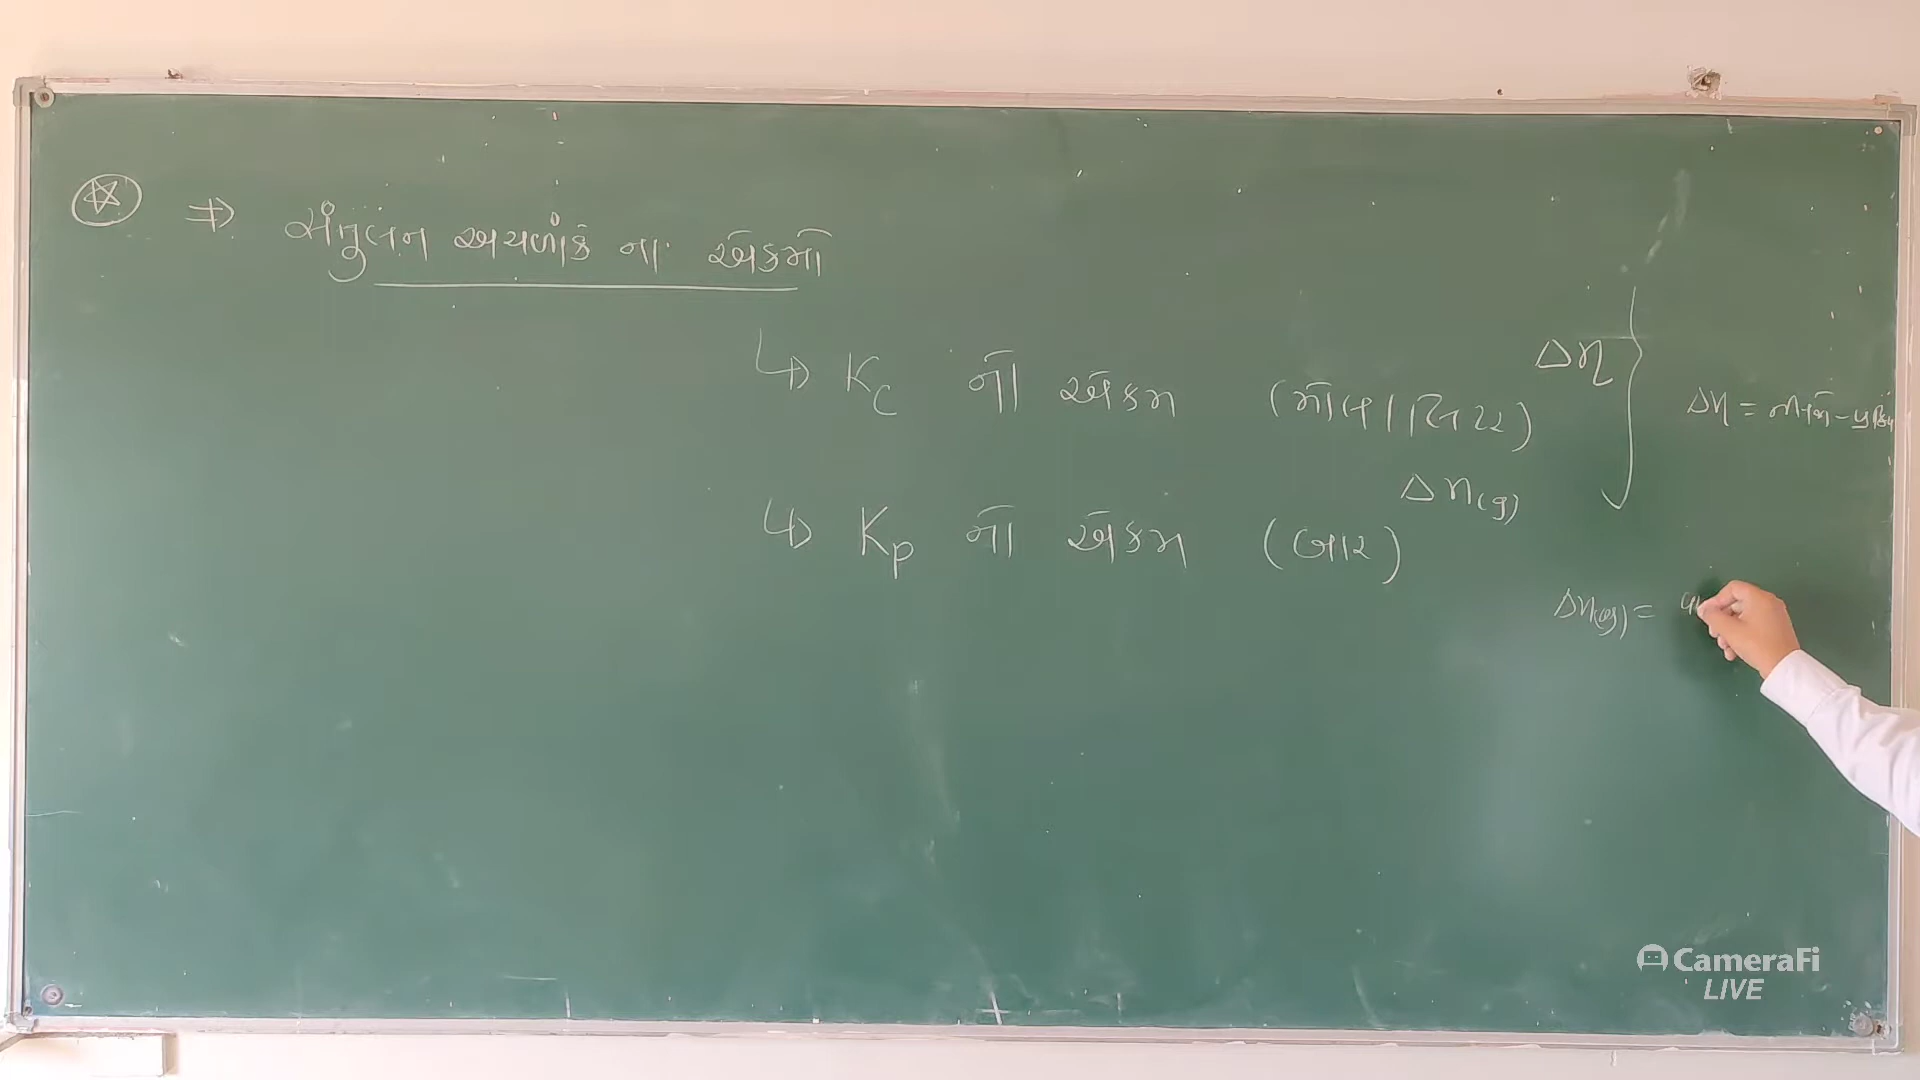 ⇒ સંતુલન અચળાંક ના એકમો
↳ Kc નો એકમ (મોલ/લિટર) Δn
Δn = નીપજ - પ્રક્રિ
↳ Kp નો એકમ (બાર) Δn(g)
Δn(g) =
CameraFi
LIVE